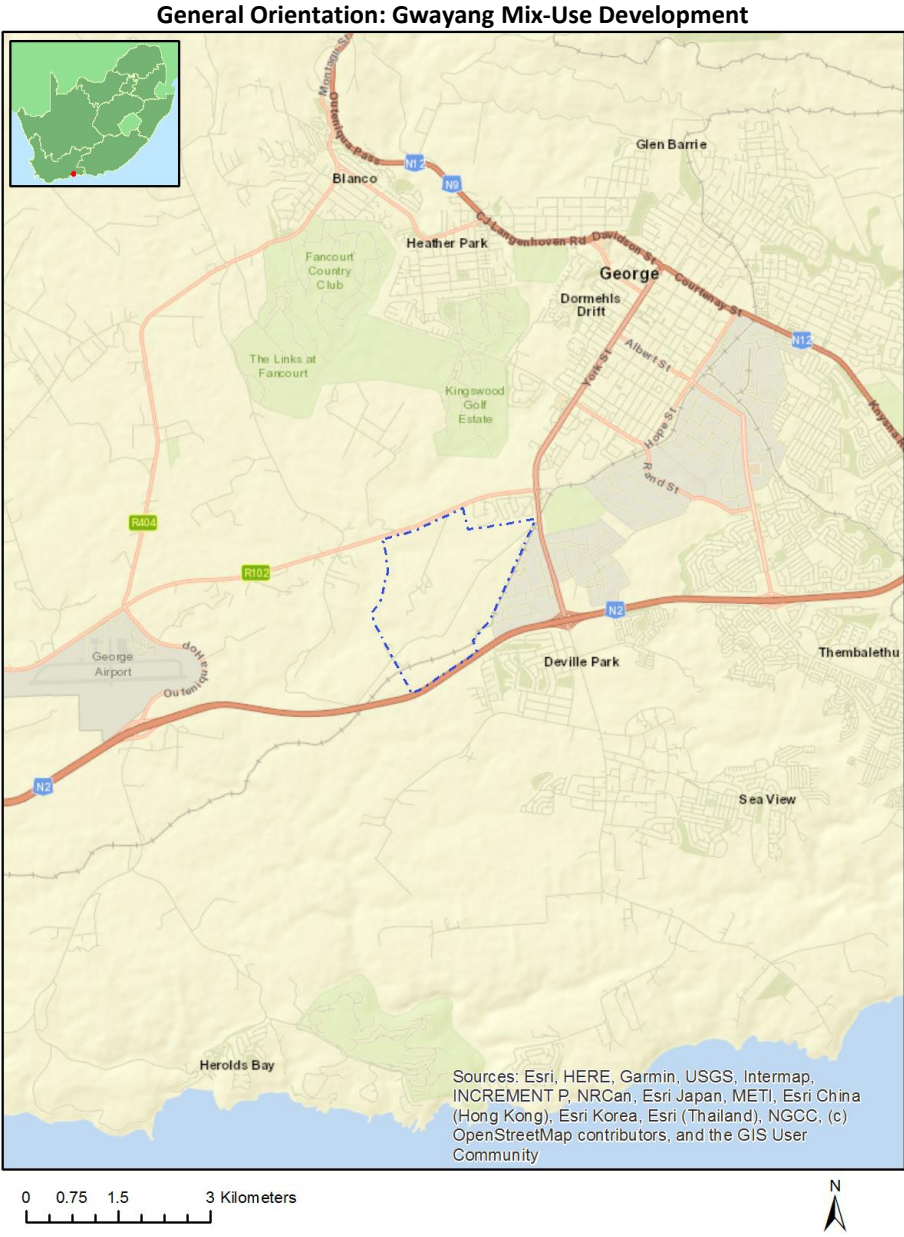 General Orientation: Gwayang Mix-Use Development
Montagu St
Outeniqua Pass
Glen Barrie
N12
Blanco
N9
CJ Langenhoven Rd
Davidson St
Heather Park
Fancourt
Country
Club
George
Courtenay St
Dormehls
Drift
N12
Albert St
The Links at
Fancourt
York St
Kingswood
Golf
Estate
Knysna R
Hope St
Rand St
R404
R102
N2
George
Airport
Outeniqua Hop
Deville Park
Thembalethu
N2
Sea View
Herolds Bay
Sources: Esri, HERE, Garmin, USGS, Intermap,
INCREMENT P, NRCan, Esri Japan, METI, Esri China
(Hong Kong), Esri Korea, Esri (Thailand), NGCC, (c)
OpenStreetMap contributors, and the GIS User
Community
0 0.75 1.5 3 Kilometers
N